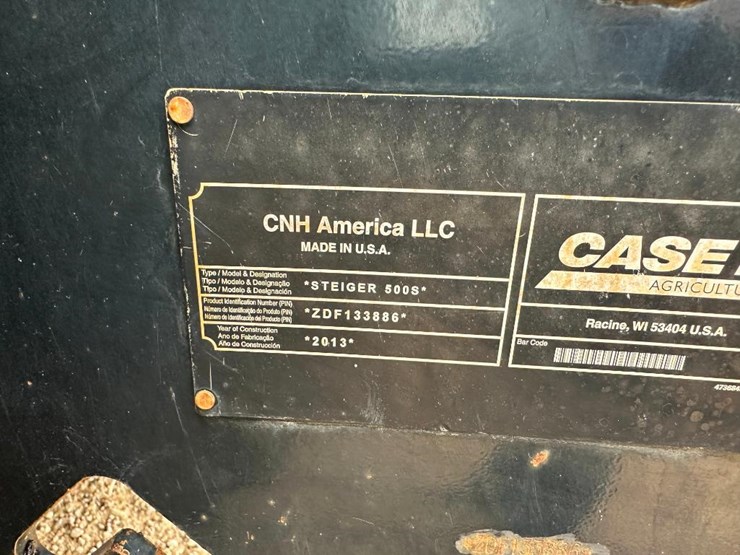 CNH America LLC
MADE IN U.S.A.
Type / Model & Designation
Tipo / Modelo & Designação
Tipo / Modelo & Designación
*STEIGER 500S*
Product Identification Number (PIN)
Número de Identificação do Produto (PIN)
Número de Identificación del Producto (PIN)
*ZDF133886*
Year of Construction
Ano de Fabricação
Año de Construcción
*2013*
CASE
AGRICULTU
Racine, WI 53404 U.S.A.
Bar Code